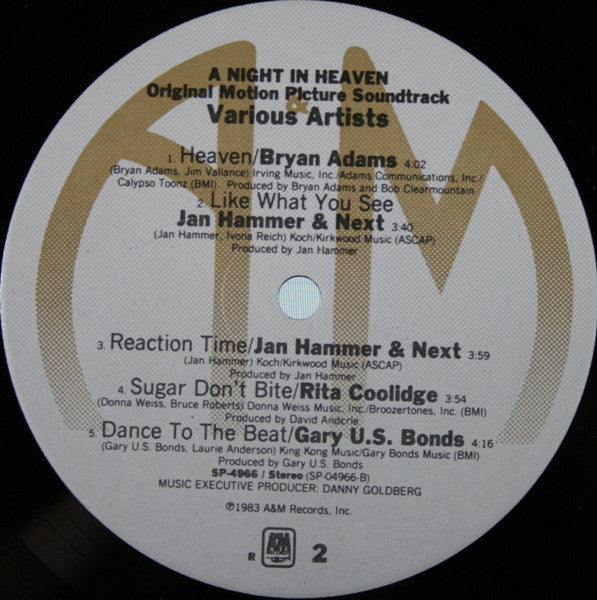 A NIGHT IN HEAVEN
Original Motion Picture Soundtrack
&
Various Artists
1. Heaven/Bryan Adams 4:02
(Bryan Adams, Jim Vallance) Irving Music, Inc./Adams Communications, Inc./
Calypso Toonz (BMI) Produced by Bryan Adams and Bob Clearmountain
2. Like What You See
Jan Hammer & Next 3:40
(Jan Hammer, Ivona Reich) Koch/Kirkwood Music (ASCAP)
Produced by Jan Hammer
3. Reaction Time/Jan Hammer & Next 3:59
(Jan Hammer) Koch/Kirkwood Music (ASCAP)
Produced by Jan Hammer
4. Sugar Don't Bite/Rita Coolidge 3:54
(Donna Weiss, Bruce Roberts) Donna Weiss Music, Inc./Broozertones, Inc. (BMI)
Produced by David Anderle
5. Dance To The Beat/Gary U.S. Bonds 4:16
(Gary U.S. Bonds, Laurie Anderson) King Kong Music/Gary Bonds Music (BMI)
Produced by Gary U.S. Bonds
SP-4966 / Stereo (SP-04966-B)
MUSIC EXECUTIVE PRODUCER: DANNY GOLDBERG
℗1983 A&M Records, Inc.
R A&M 2